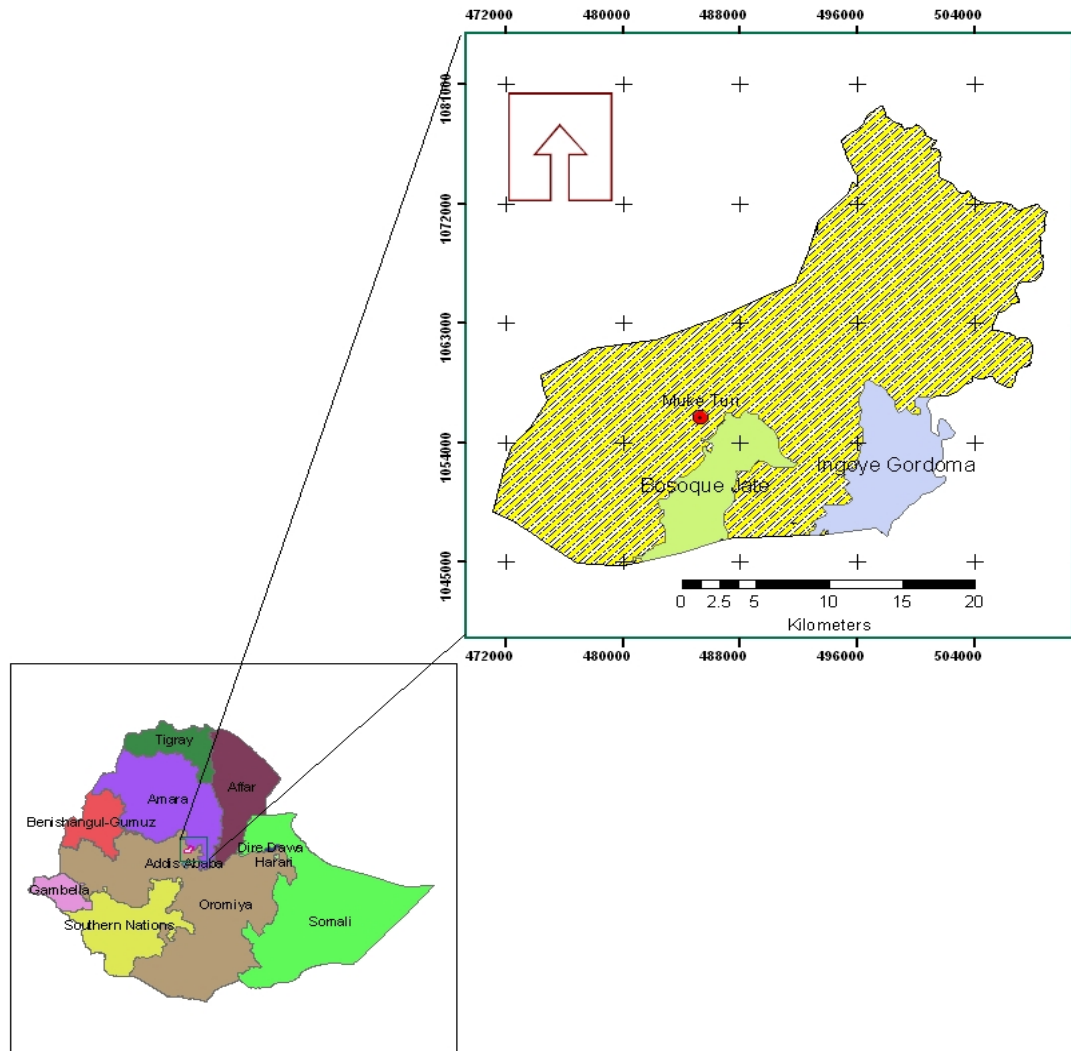 472000 480000 488000 496000 504000
1081000
1072000
1063000
1054000
1045000
Muke Turi
Ingoye Gordoma
Bosoque Jate
0 2.5 5 10 15 20
Kilometers
472000 480000 488000 496000 504000
Tigray
Affar
Amara
Benishangul-Gumuz
Dire Dawa
Addis Ababa
Harari
Gambella
Oromiya
Southern Nations
Somali